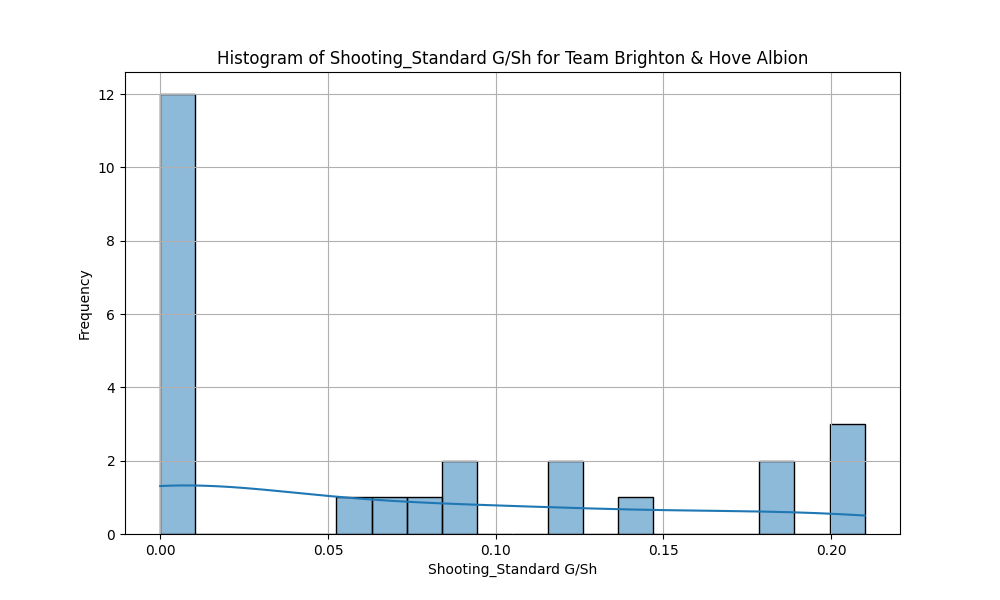 Histogram of Shooting_Standard G/Sh for Team Brighton & Hove Albion
12
10
8
6
4
2
0
Frequency
0.00 0.05 0.10 0.15 0.20
Shooting_Standard G/Sh